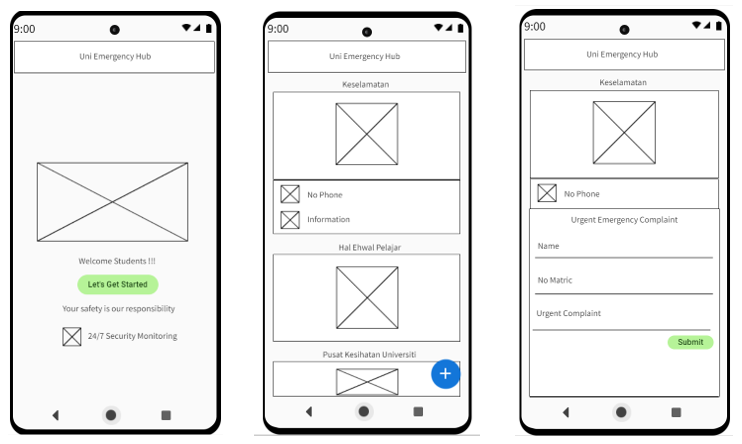 9:00
Uni Emergency Hub
Welcome Students !!!
Let's Get Started
Your safety is our responsibility
24/7 Security Monitoring
9:00
Uni Emergency Hub
Keselamatan
No Phone
Information
Hal Ehwal Pelajar
Pusat Kesihatan Universiti
+
9:00
Uni Emergency Hub
Keselamatan
No Phone
Urgent Emergency Complaint
Name
No Matric
Urgent Complaint
Submit